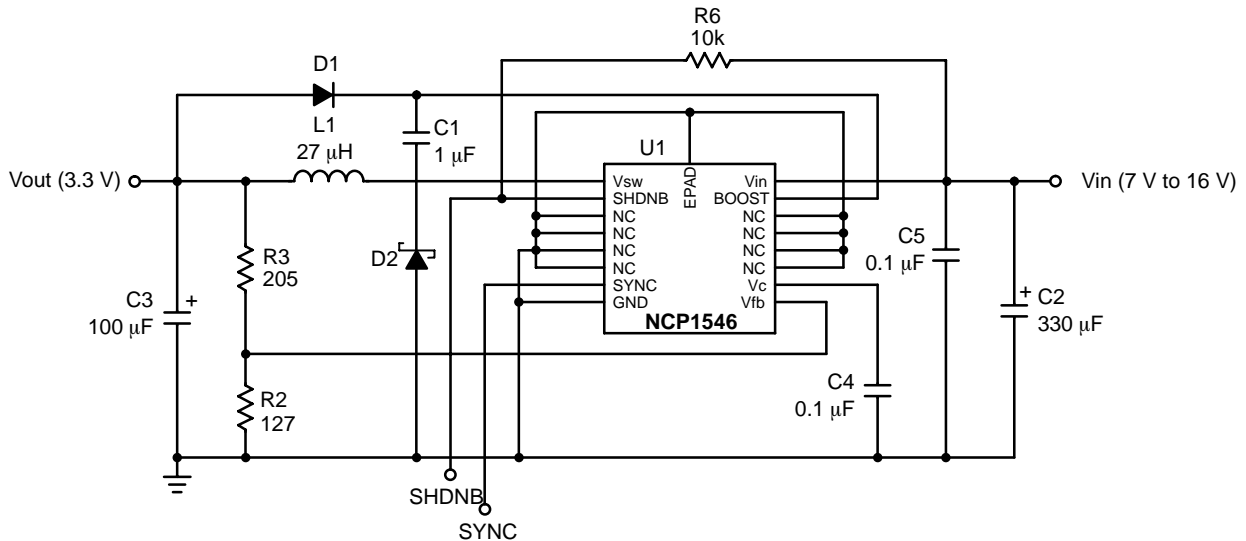 R6
10k
D1
L1
27 μH
C1
1 μF
U1
Vout (3.3 V)
Vin (7 V to 16 V)
Vsw
SHDNB
NC
NC
NC
NC
SYNC
GND
EPAD
Vin
BOOST
NC
NC
NC
NC
Vc
Vfb
NCP1546
D2
R3
205
C3
+
100 μF
R2
127
C5
0.1 μF
+
C2
330 μF
C4
0.1 μF
SHDNB
SYNC